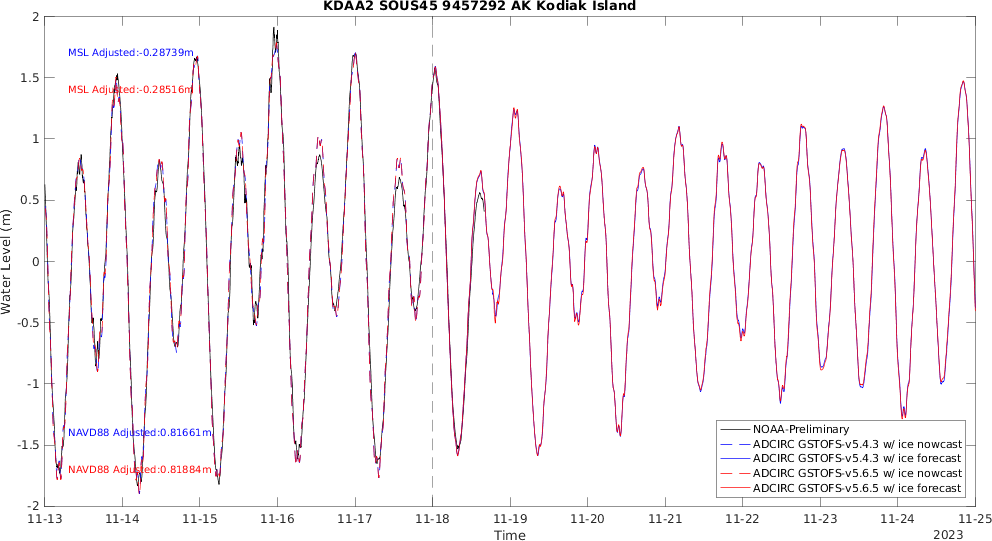 KDAA2 SOUS45 9457292 AK Kodiak Island
MSL Adjusted:-0.28739m
MSL Adjusted:-0.28516m
NAVD88 Adjusted:0.81661m
NAVD88 Adjusted:0.81884m
Water Level (m)
2
1.5
1
0.5
0
-0.5
-1
-1.5
-2
NOAA-Preliminary
ADCIRC GSTOFS-v5.4.3 w/ ice nowcast
ADCIRC GSTOFS-v5.4.3 w/ ice forecast
ADCIRC GSTOFS-v5.6.5 w/ ice nowcast
ADCIRC GSTOFS-v5.6.5 w/ ice forecast
11-13 11-14 11-15 11-16 11-17 11-18 11-19 11-20 11-21 11-22 11-23 11-24 11-25
Time
2023